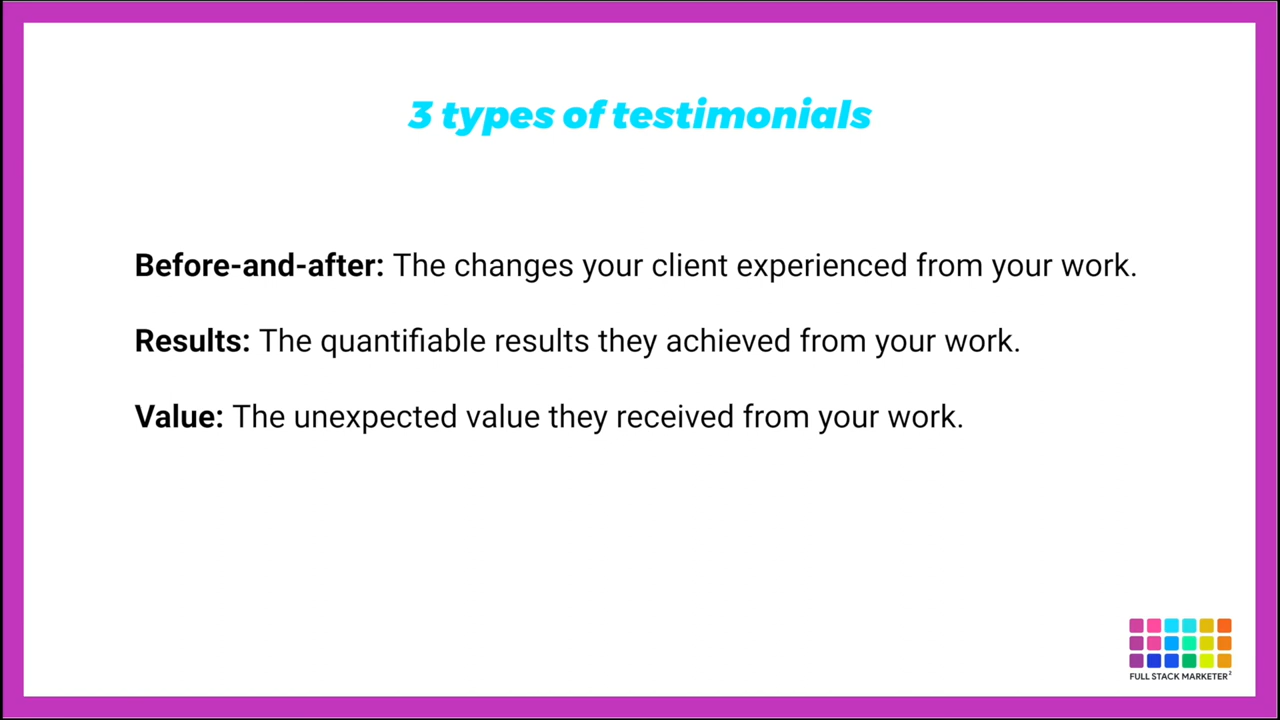 3 types of testimonials
Before-and-after: The changes your client experienced from your work.
Results: The quantifiable results they achieved from your work.
Value: The unexpected value they received from your work.
FULL STACK MARKETER²